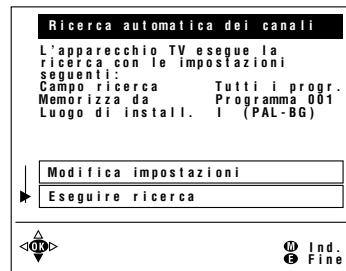 Ricerca automatica dei canali
L'apparecchio TV esegue la
ricerca con le impostazioni
seguenti:
Campo ricerca Tutti i progr.
Memorizza da Programma 001
Luogo di install. I (PAL-BG)
Modifica impostazioni
Eseguire ricerca
OK M Ind.
E Fine